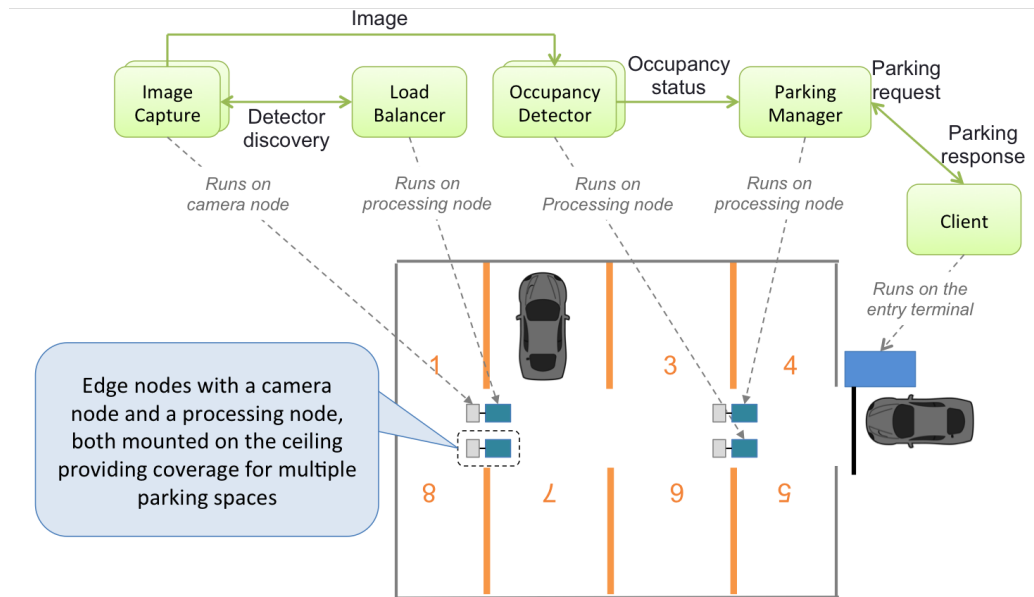 Image
Image
Capture
Detector
discovery
Load
Balancer
Occupancy
Detector
Occupancy
status
Parking
Manager
Parking
request
Parking
response
Client
Runs on
camera node
Runs on
processing node
Runs on
Processing node
Runs on
processing node
Runs on the
entry terminal
1
3
4
Edge nodes with a camera
node and a processing node,
both mounted on the ceiling
providing coverage for multiple
parking spaces
8
7
6
5